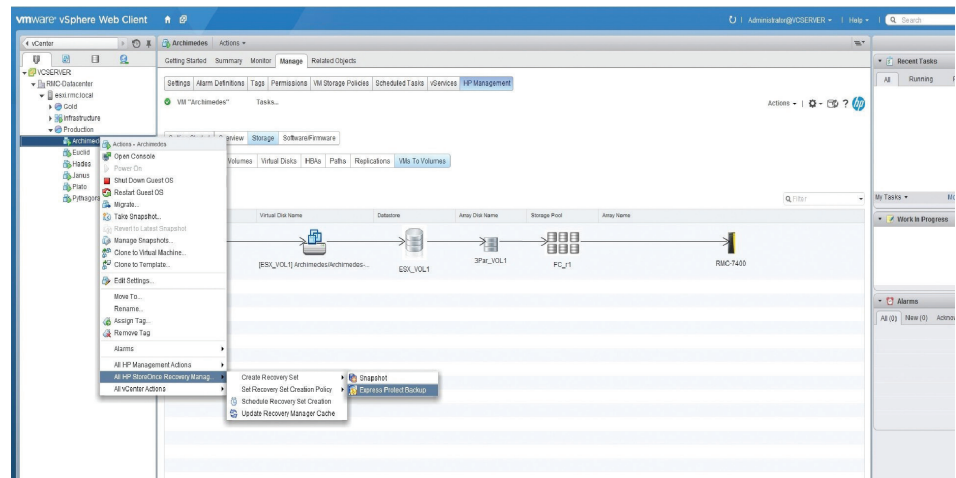 vmware® vSphere Web Client
Administrator@VCSERVER
Help
Search
vCenter
VCSERVER
RMC-Datacenter
esxi.rmc.local
Gold
Infrastructure
Production
Euclid
Hades
Janus
Plato
Archimedes Actions
Getting Started Summary Monitor Manage Related Objects
Settings Alarm Definitions Tags Permissions VM Storage Policies Scheduled Tasks vServices HP Management
VM "Archimedes" Tasks...
Actions
Storage Software/Firmware
Volumes Virtual Disks HBAs Paths Replications VMs To Volumes
Filter
Virtual Disk Name Datastore Array Disk Name Storage Pool Array Name
[ESX_VOL1] Archimedes/Archimedes-... ESX_VOL1 3Par_VOL1 FC_r1 RMC-7400
Actions - Archimedes
Open Console
Power On
Shut Down Guest OS
Restart Guest OS
Migrate...
Take Snapshot...
Revert to Latest Snapshot
Manage Snapshots...
Clone to Virtual Machine...
Clone to Template...
Edit Settings...
Move To...
Rename...
Assign Tag...
Remove Tag
Alarms
All HP Management Actions
All HP StoreOnce Recovery Manag...
All vCenter Actions
Create Recovery Set
Set Recovery Set Creation Policy
Schedule Recovery Set Creation
Update Recovery Manager Cache
Snapshot
Express Protect Backup
Recent Tasks
All Running
My Tasks
Work In Progress
Alarms
All (0) New (0) Acknow